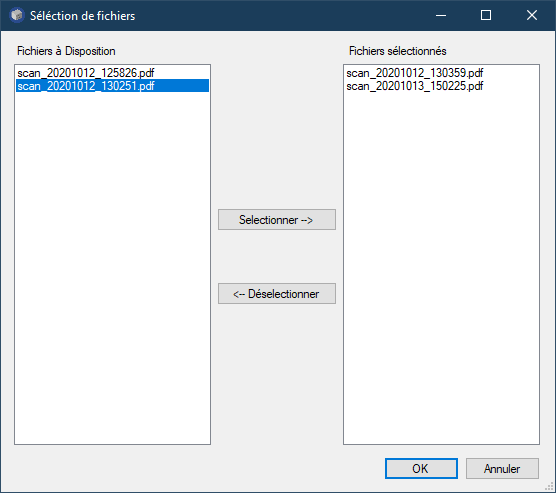 Séléction de fichiers
Fichiers à Disposition
Fichiers sélectionnés
scan_20201012_125826.pdf
scan_20201012_130251.pdf
scan_20201012_130359.pdf
scan_20201013_150225.pdf
Selectionner -->
<-- Déselectionner
OK
Annuler